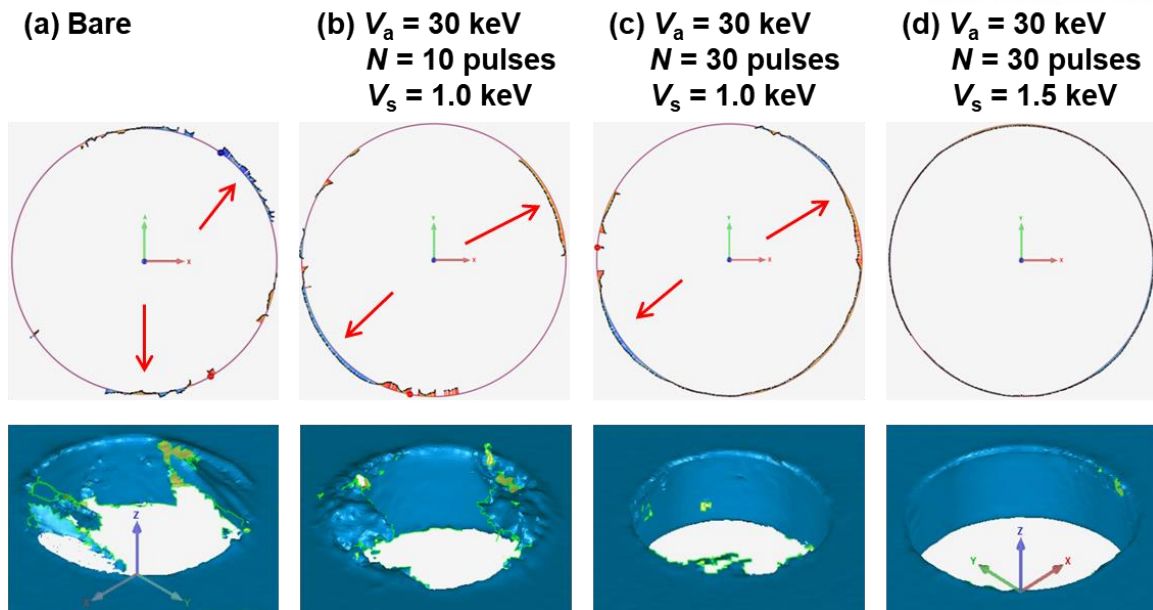 (a) Bare
(b) Vₐ = 30 keV
N = 10 pulses
Vₛ = 1.0 keV
(c) Vₐ = 30 keV
N = 30 pulses
Vₛ = 1.0 keV
(d) Vₐ = 30 keV
N = 30 pulses
Vₛ = 1.5 keV
X
Y
X
Y
X
Y
X
Z
X
Y
Z
Y
X